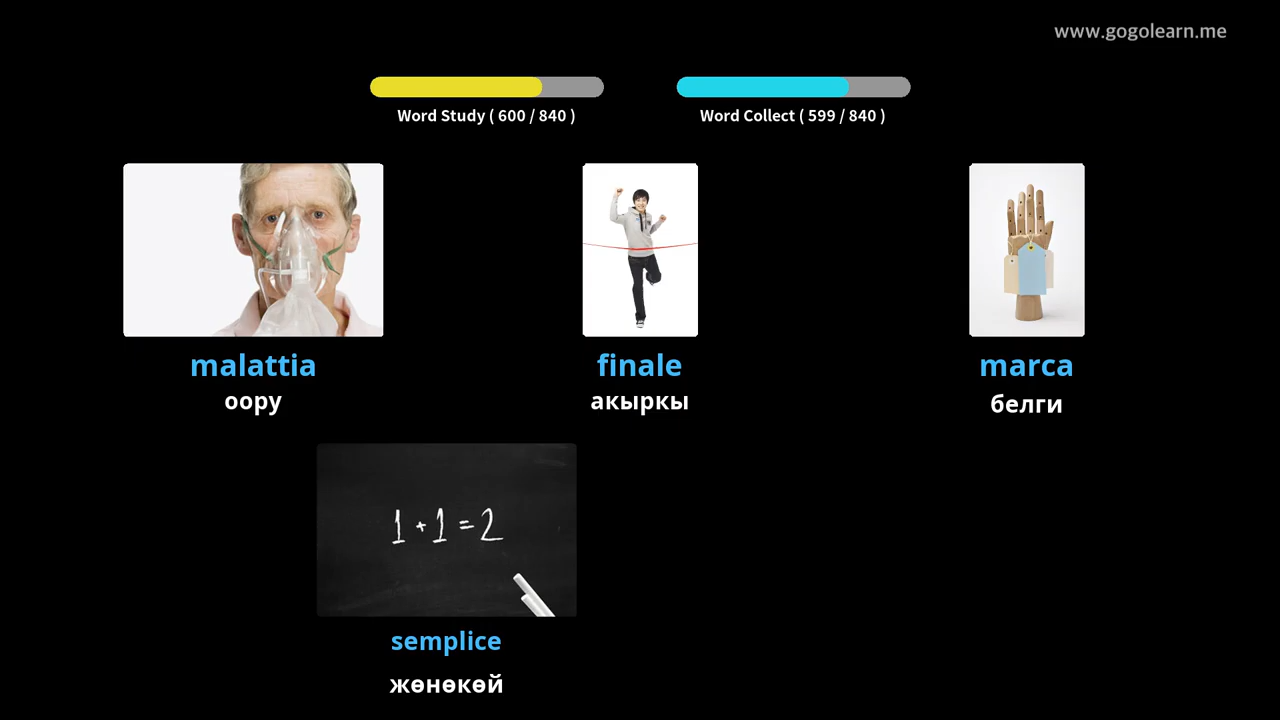 www.gogolearn.me
Word Study ( 600 / 840 )
Word Collect ( 599 / 840 )
malattia
оору
finale
акыркы
marca
белги
1 + 1 = 2
semplice
жөнөкөй